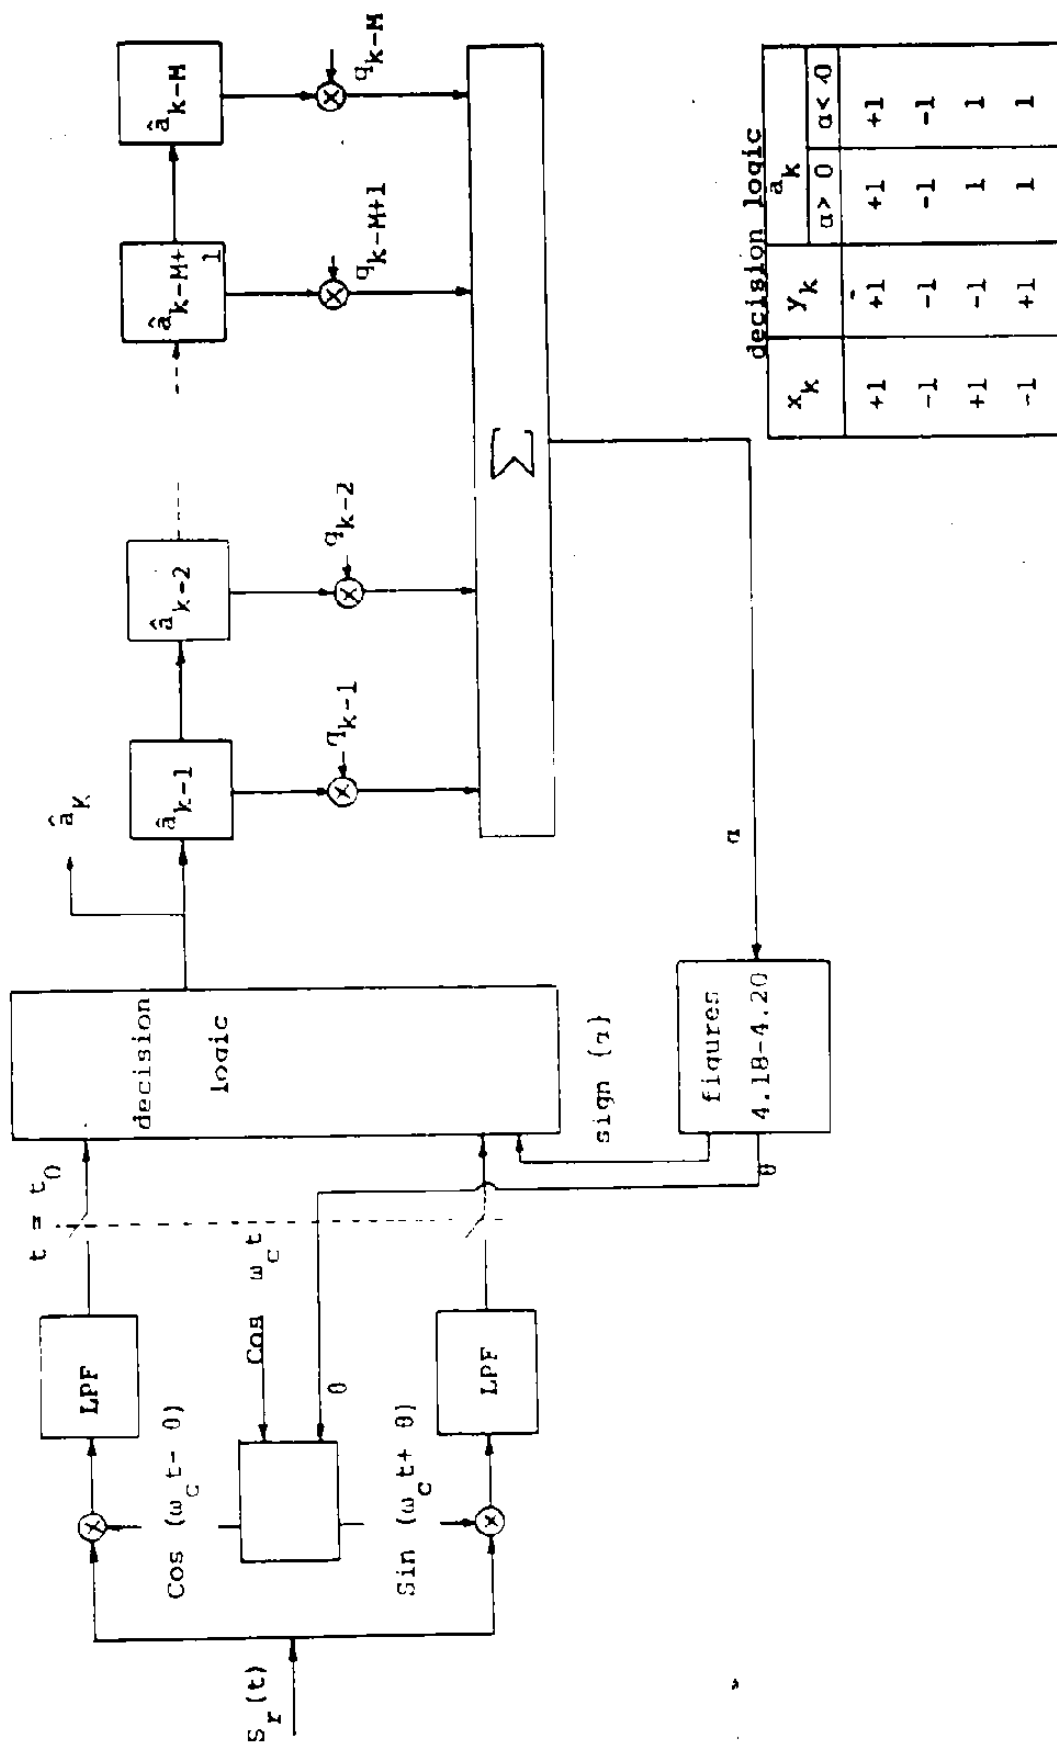 S_r(t)
Cos (ω_c t- θ)
Sin (ω_c t+ θ)
LPF
LPF
Cos ω_c t
θ
t = t_0
decision
logic
sign (α)
θ
figures
4.18-4.20
α
â_k
â_k-1
â_k-2
â_k-M+
1
â_k-M
q_k-1
q_k-2
q_k-M+1
q_k-M
Σ
decision logic
x_k y_k a_k
α> 0 α< 0
+1 +1 +1 +1
-1 -1 -1 -1
+1 -1 1 1
-1 +1 1 1